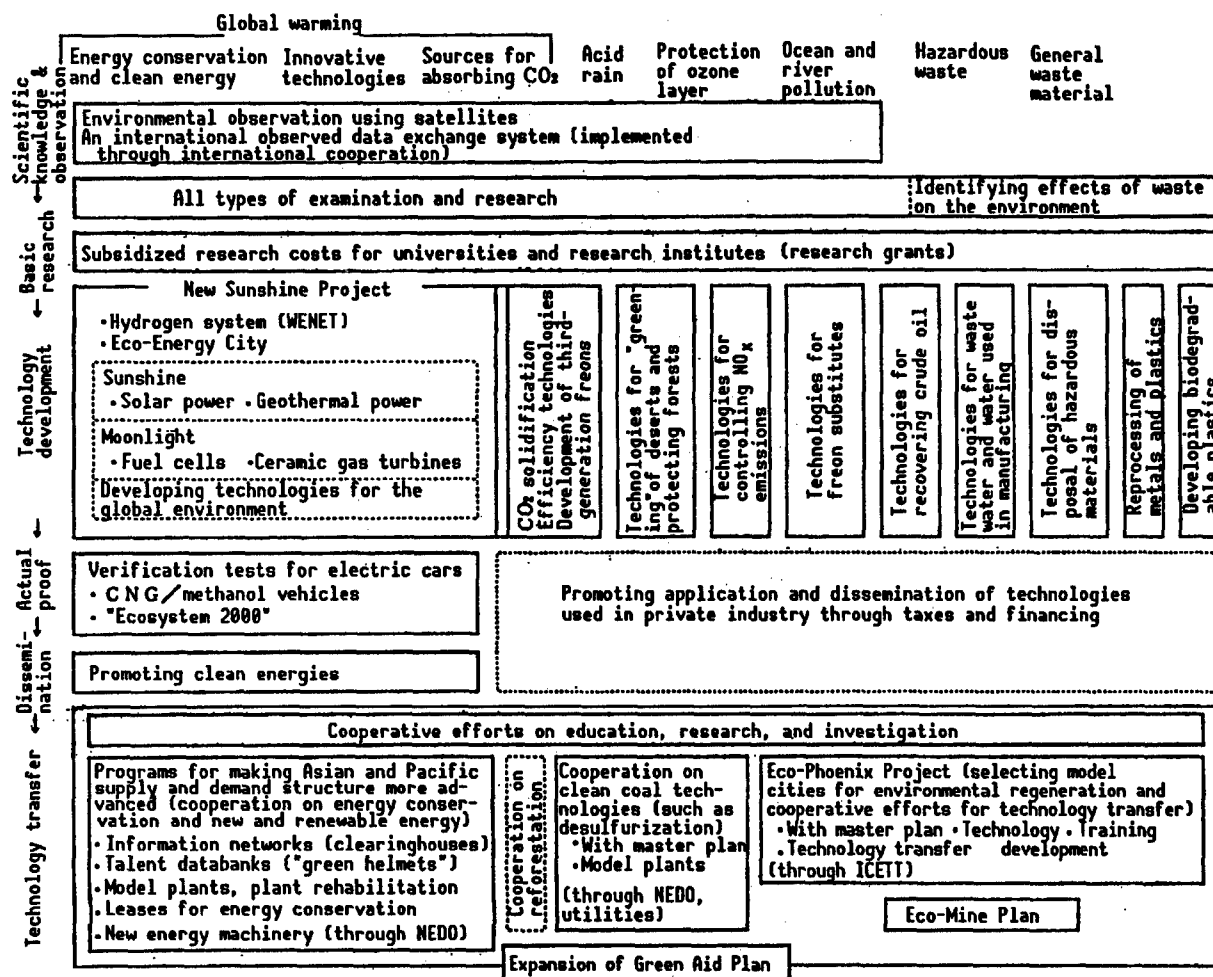 Global warming
Energy conservation
and clean energy
Innovative
technologies
Sources for
absorbing CO₂
Acid
rain
Protection
of ozone
layer
Ocean and
river
pollution
Hazardous
waste
General
waste
material
Scientific
knowledge &
observation
Environmental observation using satellites
An international observed data exchange system (implemented
through international cooperation)
All types of examination and research
Identifying effects of waste
on the environment
← Basic
research
Subsidized research costs for universities and research institutes (research grants)
← Technology
development
New Sunshine Project
•Hydrogen system (WENET)
•Eco-Energy City
Sunshine
•Solar power •Geothermal power
Moonlight
•Fuel cells •Ceramic gas turbines
Developing technologies for the
global environment
CO₂ solidification
Efficiency technologies
Development of third-
generation freons
Technologies for "green-
ing"of deserts and
protecting forests
Technologies for
controlling NOx
emissions
Technologies for
freon substitutes
Technologies for
recovering crude oil
Technologies for waste
water and water used
in manufacturing
Technologies for dis-
posal of hazardous
materials
Reprocessing of
metals and plastics
Developing biodegrad-
able plastics
← Actual
proof
Verification tests for electric cars
• CNG/methanol vehicles
• "Ecosystem 2000"
Promoting application and dissemination of technologies
used in private industry through taxes and financing
← Dissemi-
nation
Promoting clean energies
← Technology transfer
Cooperative efforts on education, research, and investigation
Programs for making Asian and Pacific
supply and demand structure more ad-
vanced (cooperation on energy conser-
vation and new and renewable energy)
•Information networks (clearinghouses)
•Talent databanks ("green helmets")
•Model plants, plant rehabilitation
•Leases for energy conservation
•New energy machinery (through NEDO)
Cooperation on
reforestation
Cooperation on
clean coal tech-
nologies (such as
desulfurization)
•With master plan
•Model plants
(through NEDO,
utilities)
Eco-Phoenix Project (selecting model
cities for environmental regeneration and
cooperative efforts for technology transfer)
•With master plan •Technology •Training
•Technology transfer development
(through ICETT)
Eco-Mine Plan
Expansion of Green Aid Plan